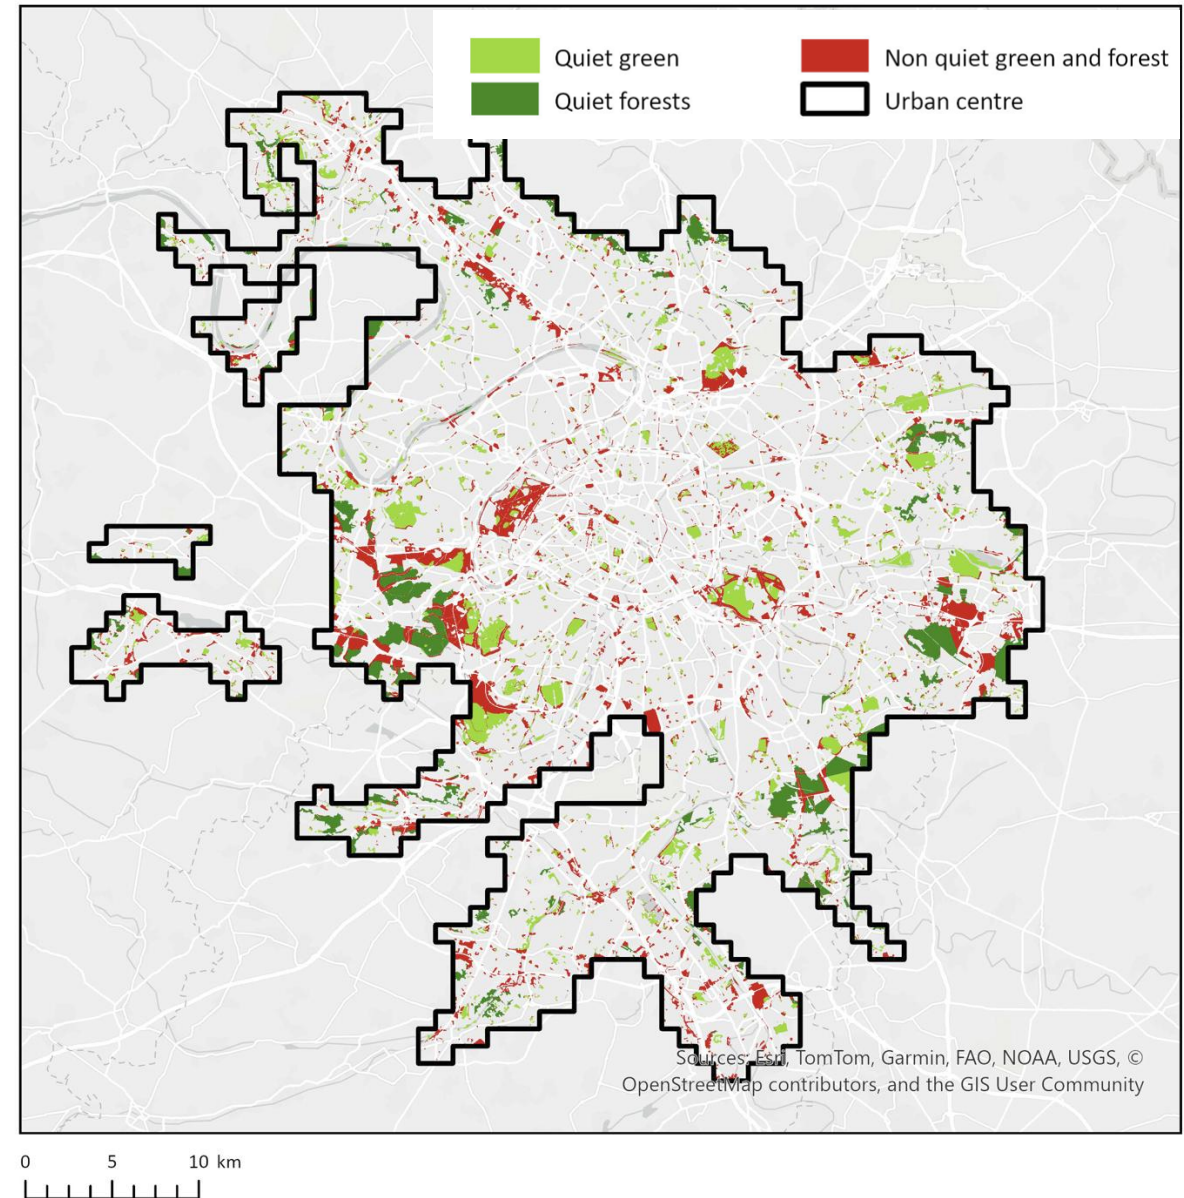 Quiet green
Non quiet green and forest
Quiet forests
Urban centre
Sources: Esri, TomTom, Garmin, FAO, NOAA, USGS, ©
OpenStreetMap contributors, and the GIS User Community
0 5 10 km